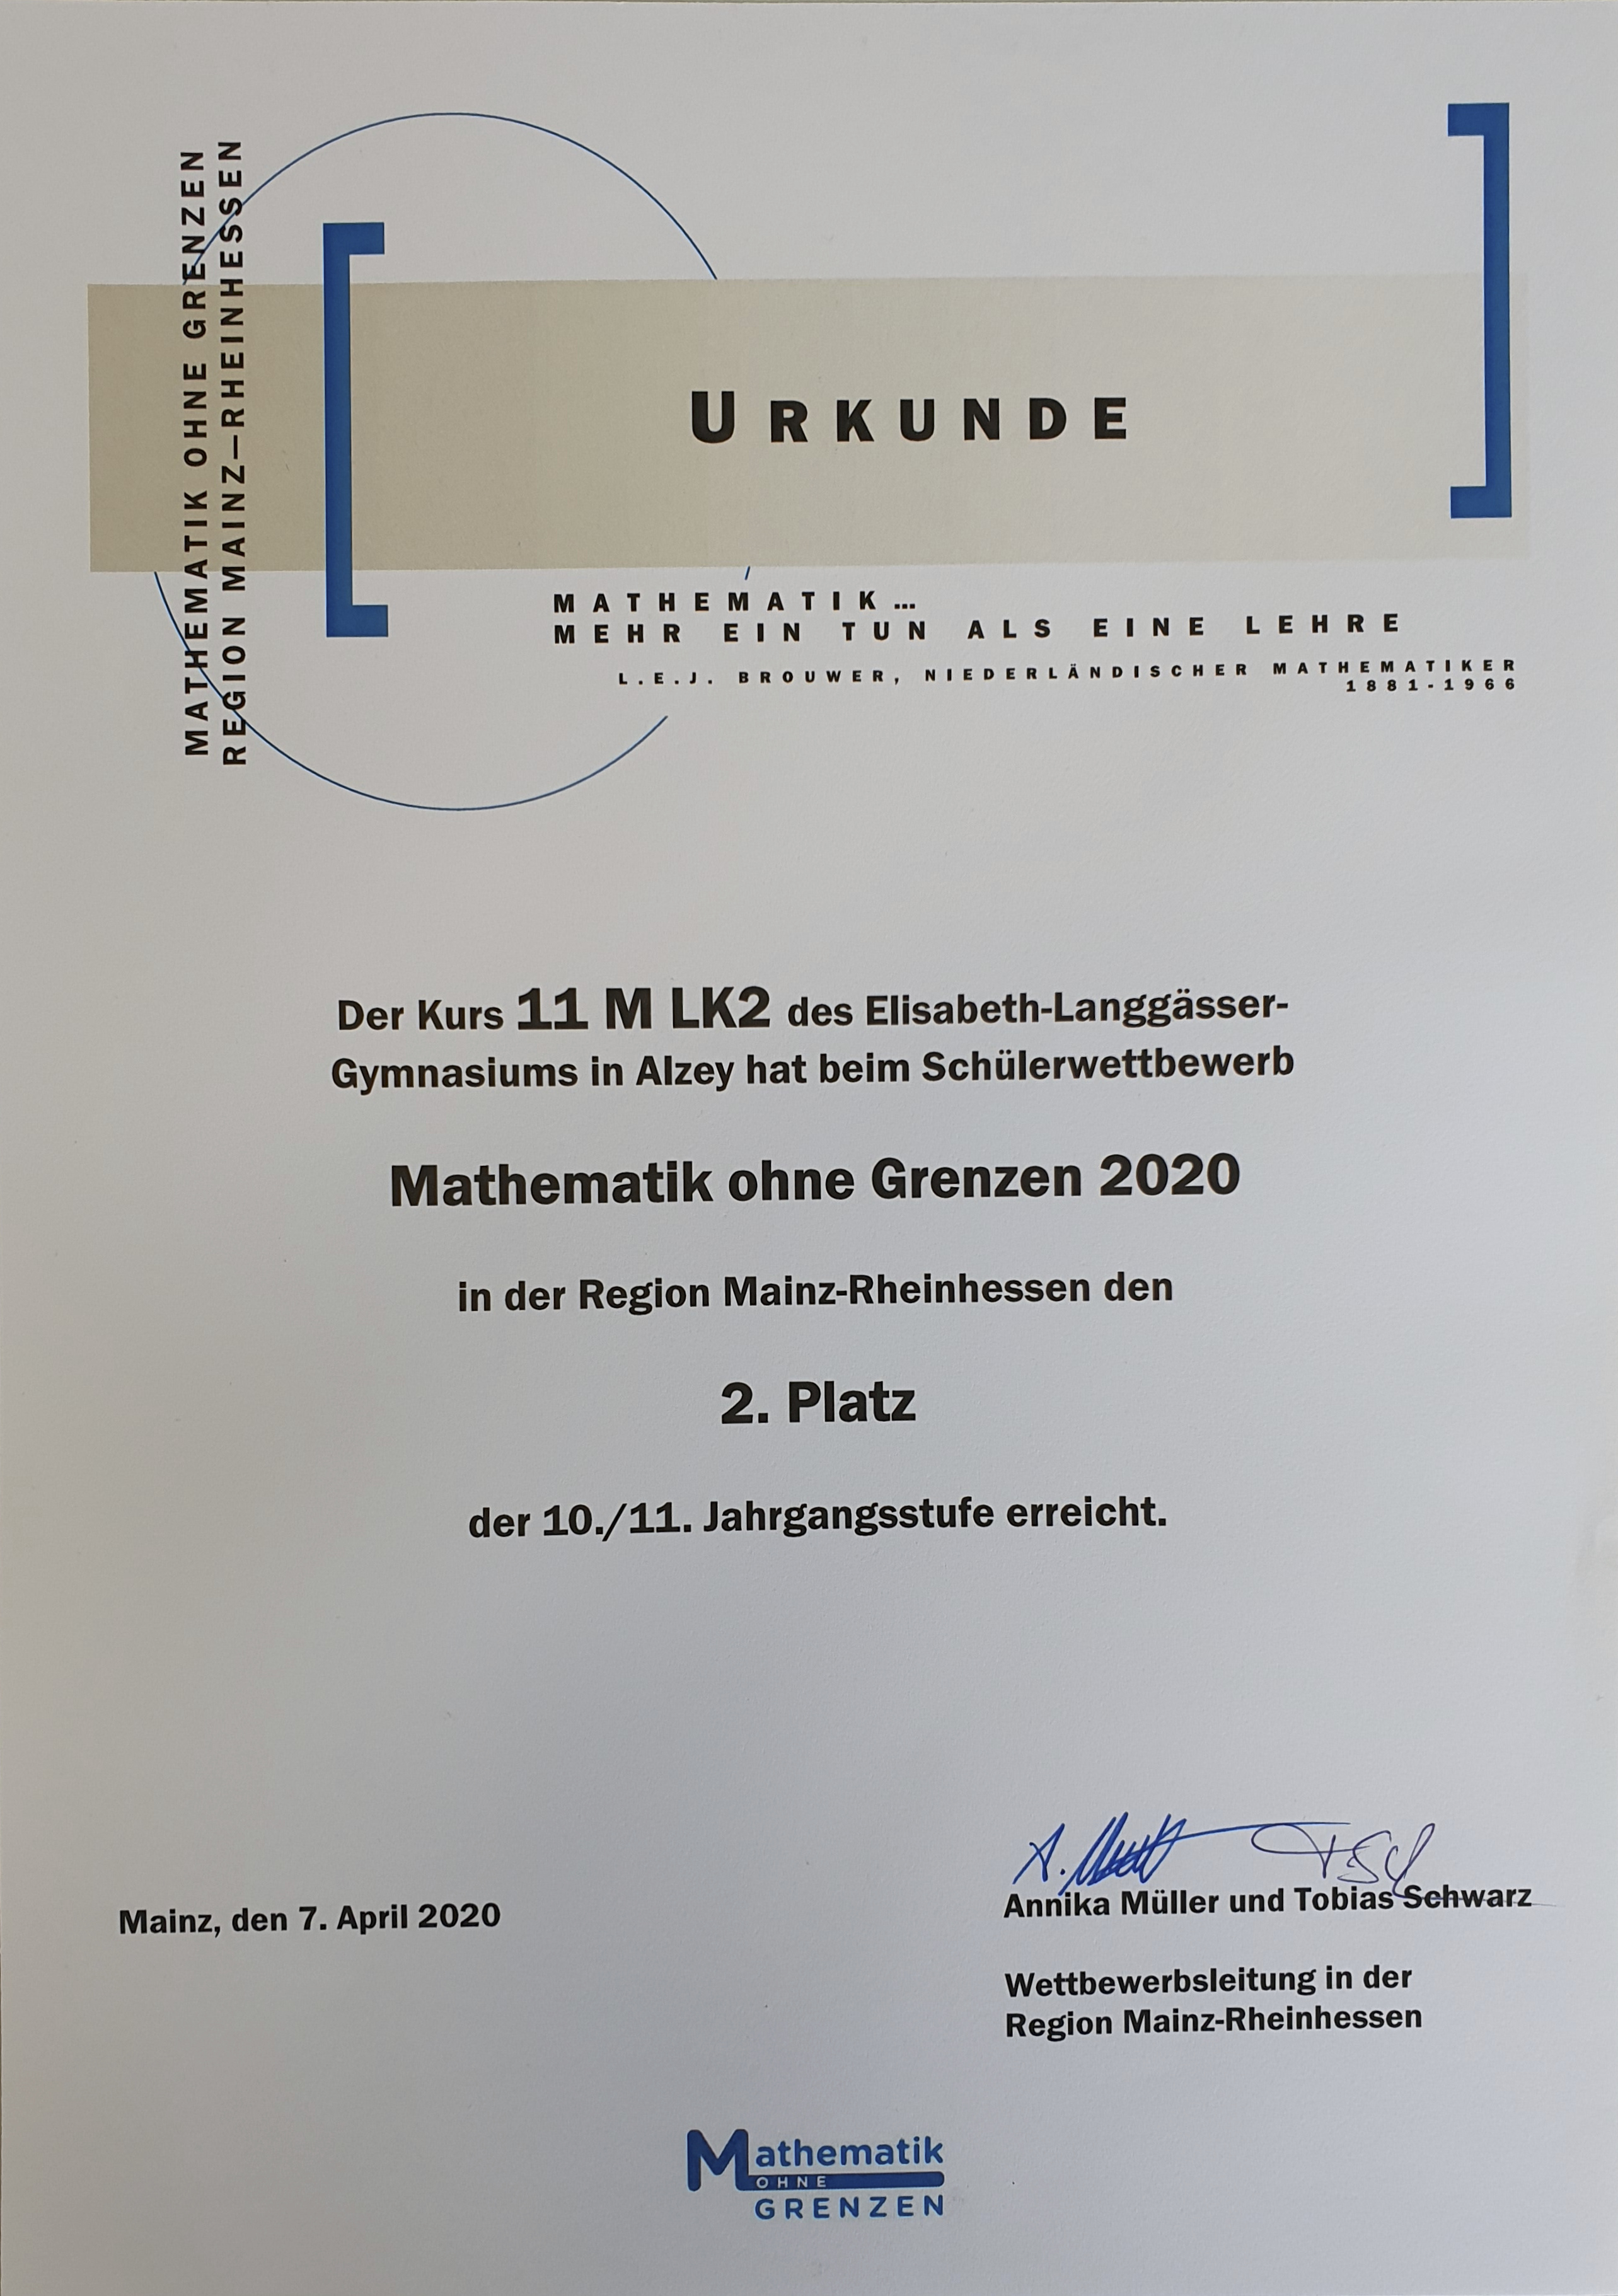 MATHEMATIK OHNE GRENZEN
REGION MAINZ–RHEINHESSEN
URKUNDE
MATHEMATIK…
MEHR EIN TUN ALS EINE LEHRE
L.E.J. BROUWER, NIEDERLÄNDISCHER MATHEMATIKER
1881-1966
Der Kurs 11 M LK2 des Elisabeth-Langgässer-
Gymnasiums in Alzey hat beim Schülerwettbewerb
Mathematik ohne Grenzen 2020
in der Region Mainz-Rheinhessen den
2. Platz
der 10./11. Jahrgangsstufe erreicht.
Mainz, den 7. April 2020
Annika Müller und Tobias Schwarz
Wettbewerbsleitung in der
Region Mainz-Rheinhessen
Mathematik
OHNE
GRENZEN